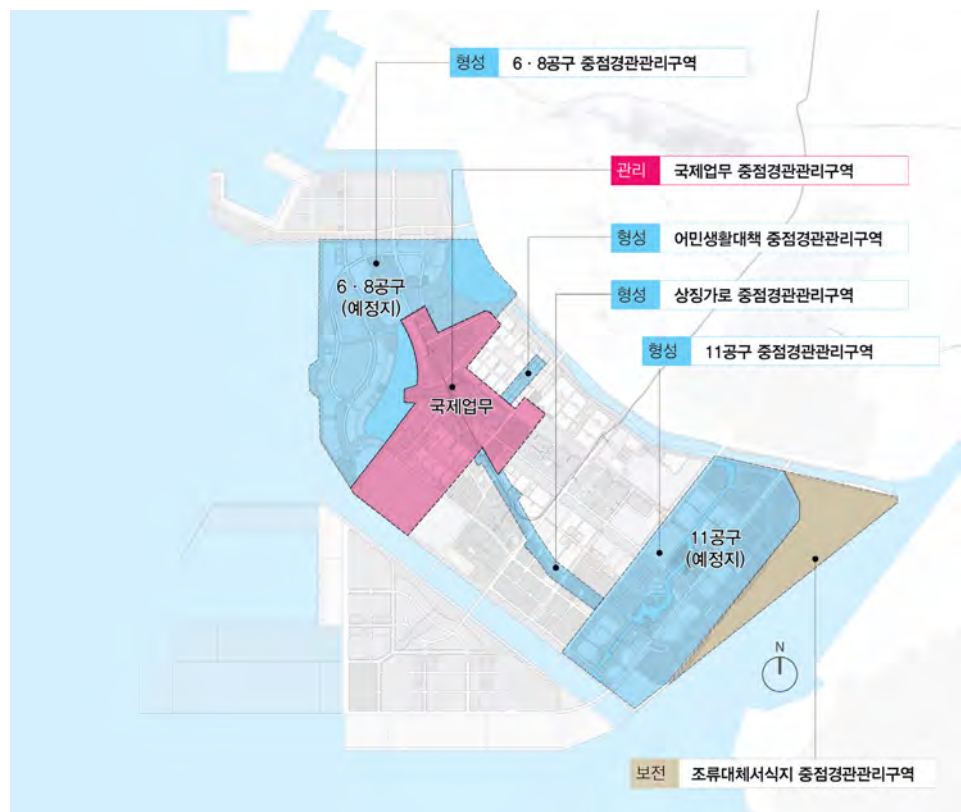 형성 6 · 8공구 중점경관관리구역
관리 국제업무 중점경관관리구역
형성 어민생활대책 중점경관관리구역
6 · 8공구
(예정지)
형성 상징가로 중점경관관리구역
형성 11공구 중점경관관리구역
국제업무
11공구
(예정지)
N
보전 조류대체서식지 중점경관관리구역